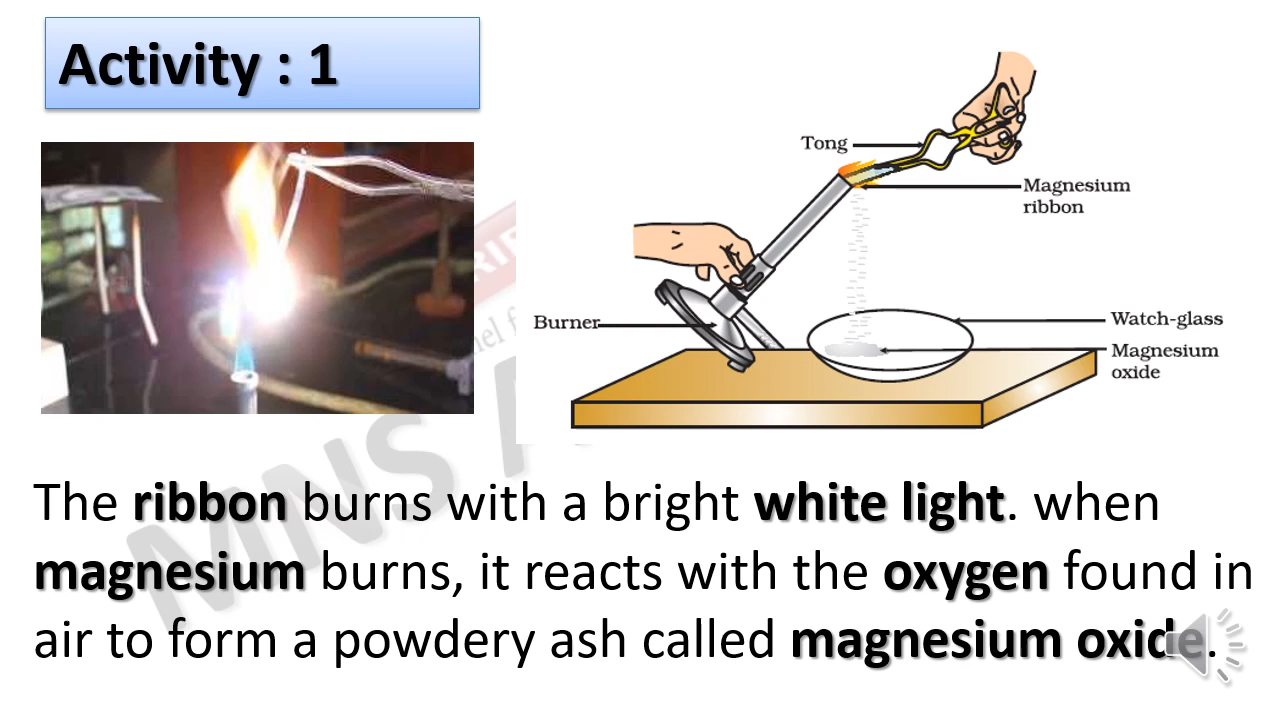 Activity : 1
Tong
Magnesium
ribbon
Burner
Watch-glass
Magnesium
oxide
The ribbon burns with a bright white light. when
magnesium burns, it reacts with the oxygen found in
air to form a powdery ash called magnesium oxide.
MNS A